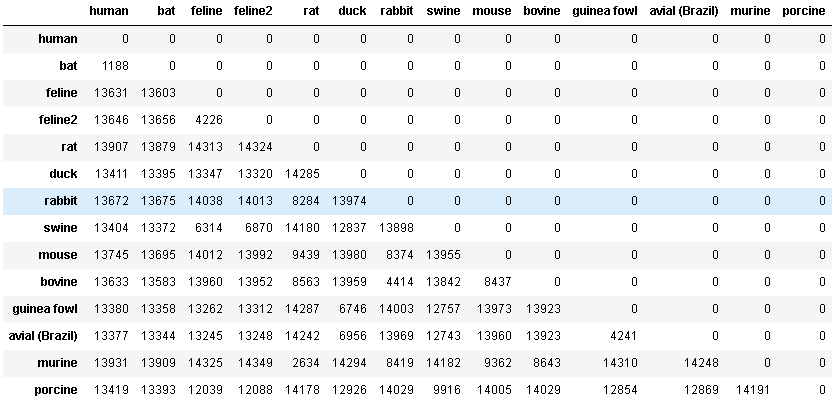 human bat feline feline2 rat duck rabbit swine mouse bovine guinea fowl avial (Brazil) murine porcine
human 0 0 0 0 0 0 0 0 0 0 0 0 0 0
bat 1188 0 0 0 0 0 0 0 0 0 0 0 0 0
feline 13631 13603 0 0 0 0 0 0 0 0 0 0 0 0
feline2 13646 13656 4226 0 0 0 0 0 0 0 0 0 0 0
rat 13907 13879 14313 14324 0 0 0 0 0 0 0 0 0 0
duck 13411 13395 13347 13320 14285 0 0 0 0 0 0 0 0 0
rabbit 13672 13675 14038 14013 8284 13974 0 0 0 0 0 0 0 0
swine 13404 13372 6314 6870 14180 12837 13898 0 0 0 0 0 0 0
mouse 13745 13695 14012 13992 9439 13980 8374 13955 0 0 0 0 0 0
bovine 13633 13583 13960 13952 8563 13959 4414 13842 8437 0 0 0 0 0
guinea fowl 13380 13358 13262 13312 14287 6746 14003 12757 13973 13923 0 0 0 0
avial (Brazil) 13377 13344 13245 13248 14242 6956 13969 12743 13960 13923 4241 0 0 0
murine 13931 13909 14325 14349 2634 14294 8419 14182 9362 8643 14310 14248 0 0
porcine 13419 13393 12039 12088 14178 12926 14029 9916 14005 14029 12854 12869 14191 0